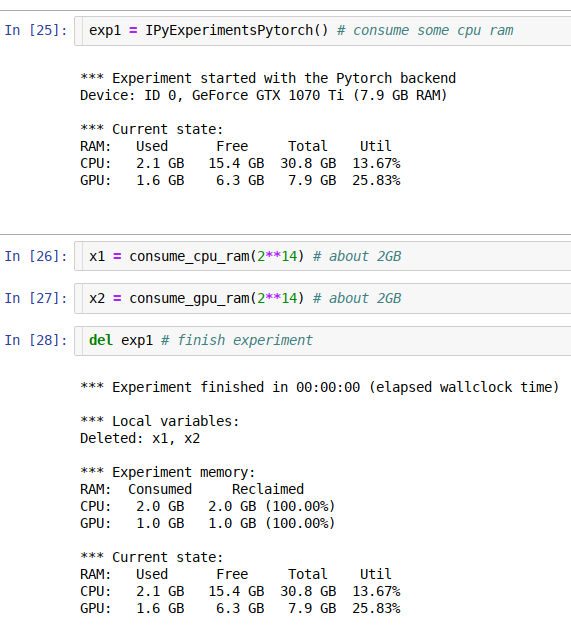 In [25]: exp1 = IPyExperimentsPytorch() # consume some cpu ram
*** Experiment started with the Pytorch backend
Device: ID 0, GeForce GTX 1070 Ti (7.9 GB RAM)
*** Current state:
RAM:   Used      Free     Total    Util
CPU:   2.1 GB   15.4 GB  30.8 GB  13.67%
GPU:   1.6 GB    6.3 GB   7.9 GB  25.83%
In [26]: x1 = consume_cpu_ram(2**14) # about 2GB
In [27]: x2 = consume_gpu_ram(2**14) # about 2GB
In [28]: del exp1 # finish experiment
*** Experiment finished in 00:00:00 (elapsed wallclock time)
*** Local variables:
Deleted: x1, x2
*** Experiment memory:
RAM:  Consumed     Reclaimed
CPU:   2.0 GB   2.0 GB (100.00%)
GPU:   1.0 GB   1.0 GB (100.00%)
*** Current state:
RAM:   Used      Free     Total    Util
CPU:   2.1 GB   15.4 GB  30.8 GB  13.67%
GPU:   1.6 GB    6.3 GB   7.9 GB  25.83%